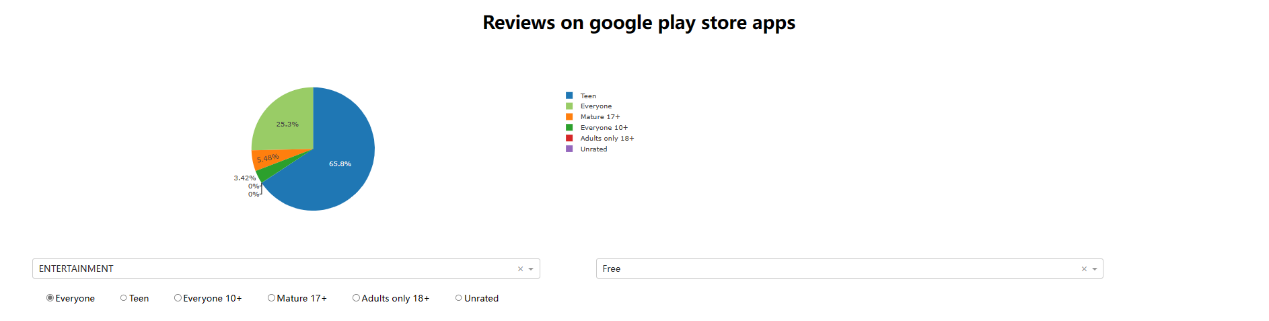 Reviews on google play store apps
Teen
Everyone
Mature 17+
Everyone 10+
Adults only 18+
Unrated
25.3%
5.48%
65.8%
3.42%
0%
0%
ENTERTAINMENT × Free ×
Everyone Teen Everyone 10+ Mature 17+ Adults only 18+ Unrated